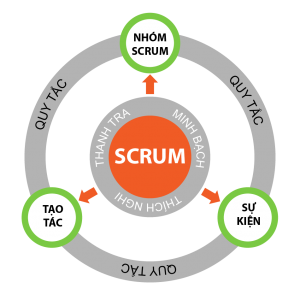 NHÓM
SCRUM
QUY TẮC
QUY TẮC
THANH TRA
MINH BẠCH
SCRUM
THÍCH NGHI
TẠO
TÁC
SỰ
KIỆN
QUY TẮC